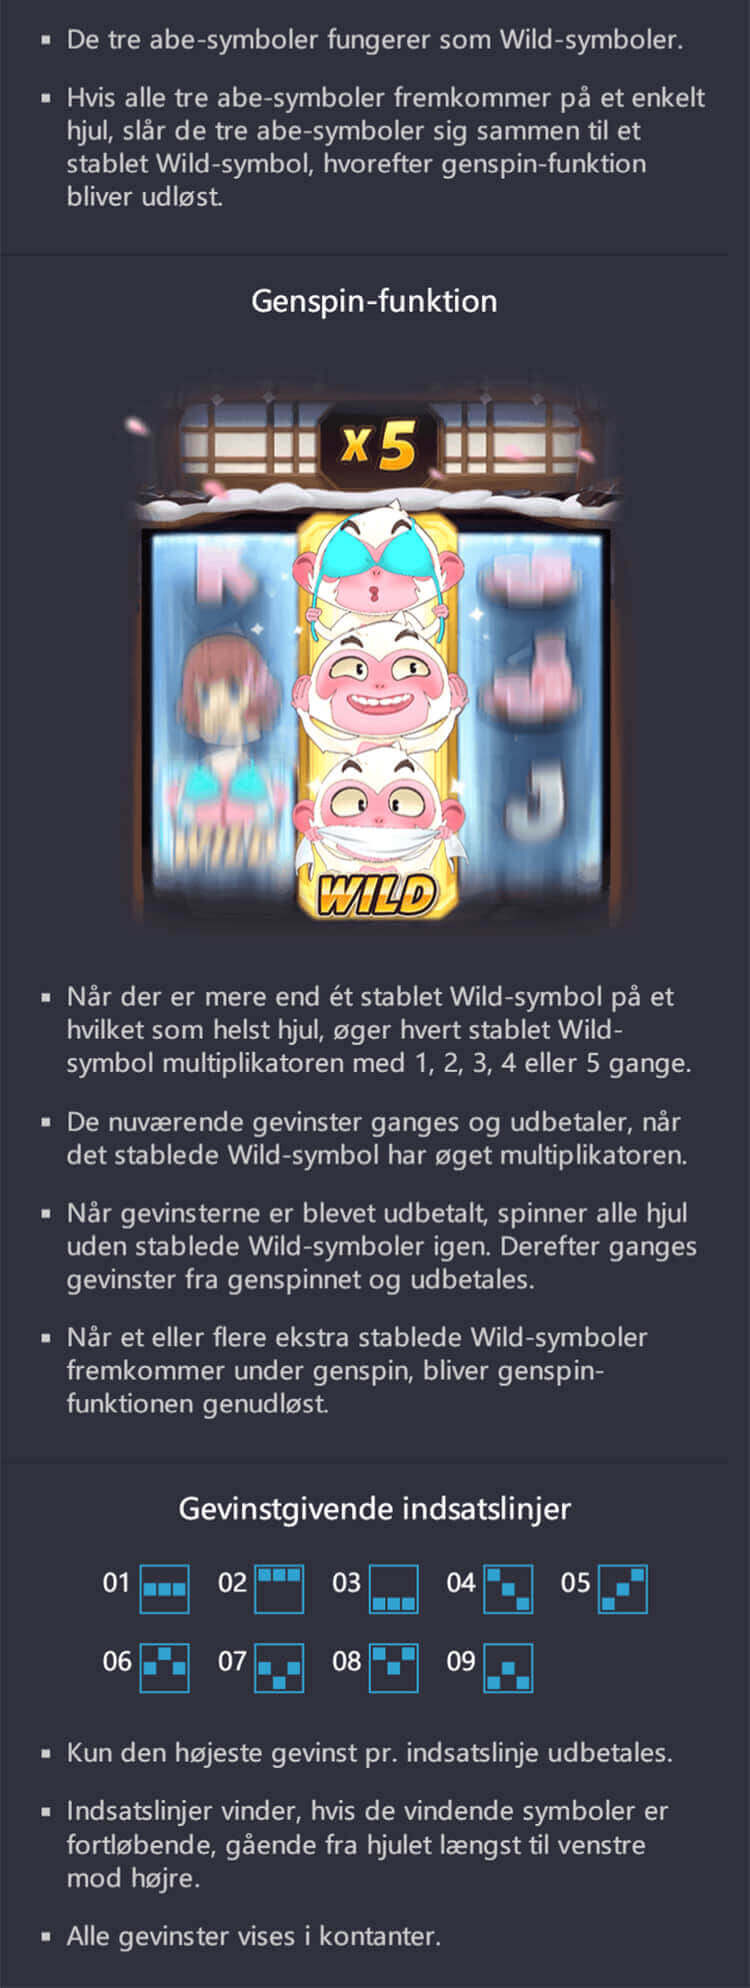 ▪ De tre abe-symboler fungerer som Wild-symboler.
▪ Hvis alle tre abe-symboler fremkommer på et enkelt
hjul, slår de tre abe-symboler sig sammen til et
stablet Wild-symbol, hvorefter genspin-funktion
bliver udløst.
Genspin-funktion
x5
K
J
WILD
▪ Når der er mere end ét stablet Wild-symbol på et
hvilket som helst hjul, øger hvert stablet Wild-
symbol multiplikatoren med 1, 2, 3, 4 eller 5 gange.
▪ De nuværende gevinster ganges og udbetaler, når
det stablede Wild-symbol har øget multiplikatoren.
▪ Når gevinsterne er blevet udbetalt, spinner alle hjul
uden stablede Wild-symboler igen. Derefter ganges
gevinster fra genspinnet og udbetales.
▪ Når et eller flere ekstra stablede Wild-symboler
fremkommer under genspin, bliver genspin-
funktionen genudløst.
Gevinstgivende indsatslinjer
01 02 03 04 05
06 07 08 09
▪ Kun den højeste gevinst pr. indsatslinje udbetales.
▪ Indsatslinjer vinder, hvis de vindende symboler er
fortløbende, gående fra hjulet længst til venstre
mod højre.
▪ Alle gevinster vises i kontanter.